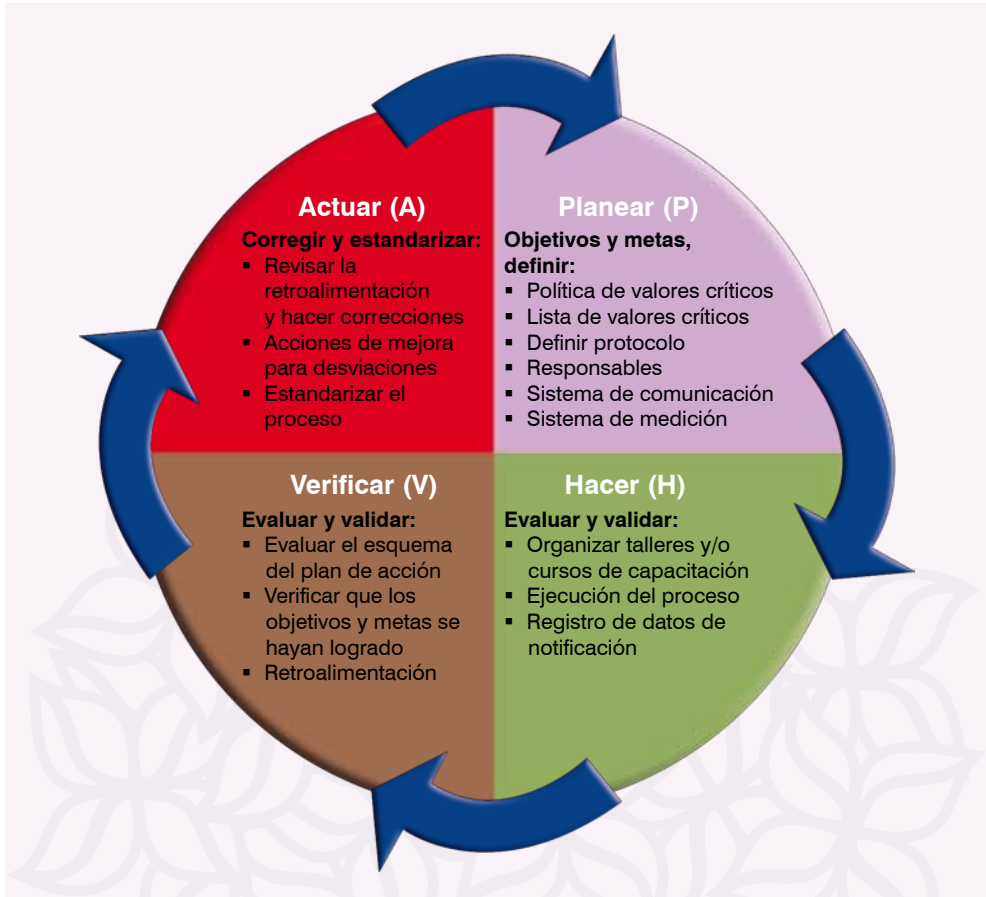 Actuar (A)
Corregir y estandarizar:
▪ Revisar la
retroalimentación
y hacer correcciones
▪ Acciones de mejora
para desviaciones
▪ Estandarizar el
proceso
Planear (P)
Objetivos y metas,
definir:
▪ Política de valores críticos
▪ Lista de valores críticos
▪ Definir protocolo
▪ Responsables
▪ Sistema de comunicación
▪ Sistema de medición
Verificar (V)
Evaluar y validar:
▪ Evaluar el esquema
del plan de acción
▪ Verificar que los
objetivos y metas se
hayan logrado
▪ Retroalimentación
Hacer (H)
Evaluar y validar:
▪ Organizar talleres y/o
cursos de capacitación
▪ Ejecución del proceso
▪ Registro de datos de
notificación